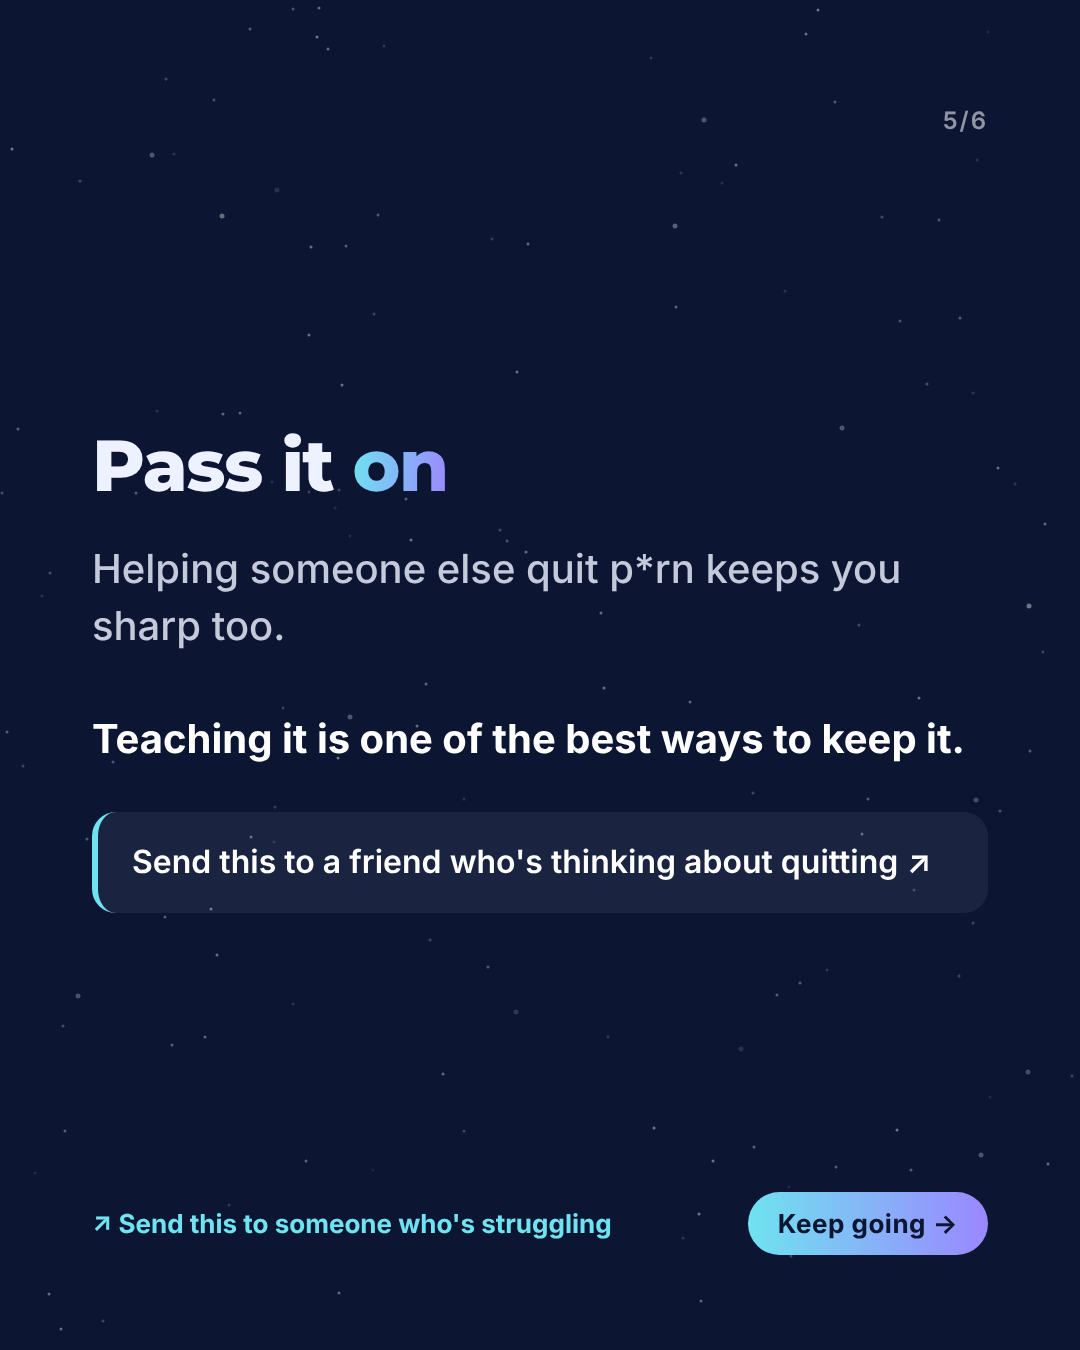 5/6
Pass it on
Helping someone else quit p*rn keeps you
sharp too.
Teaching it is one of the best ways to keep it.
Send this to a friend who's thinking about quitting ↗
↗ Send this to someone who's struggling
Keep going →